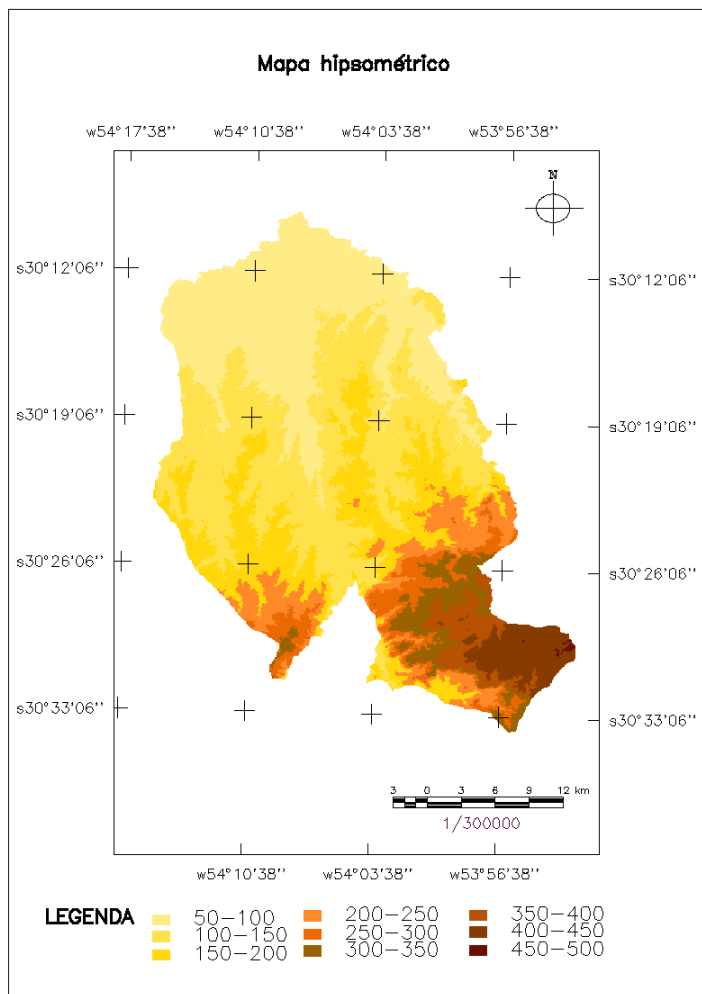 Mapa hipsométrico
w54°17'38'' w54°10'38'' w54°03'38'' w53°56'38''
N
s30°12'06'' s30°12'06''
s30°19'06'' s30°19'06''
s30°26'06'' s30°26'06''
s30°33'06'' s30°33'06''
3 0 3 6 9 12 km
1/300000
w54°10'38'' w54°03'38'' w53°56'38''
LEGENDA 50-100 200-250 350-400
100-150 250-300 400-450
150-200 300-350 450-500